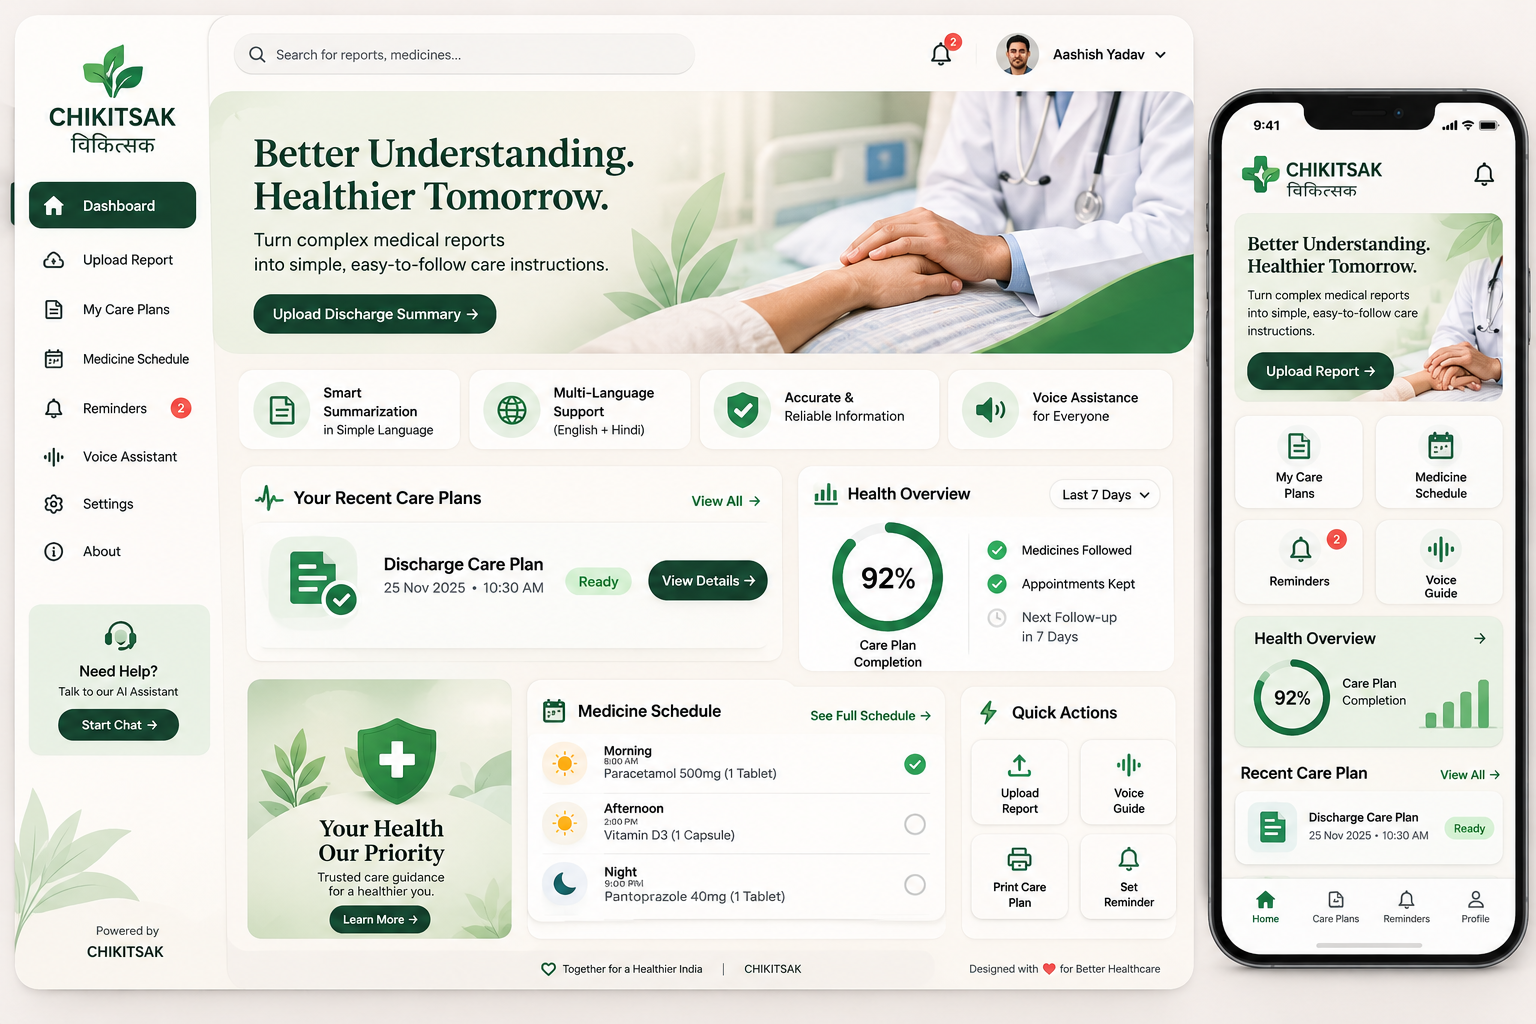 CHIKITSAK
चिकित्सक
Dashboard
Upload Report
My Care Plans
Medicine Schedule
Reminders 2
Voice Assistant
Settings
About
Need Help?
Talk to our AI Assistant
Start Chat →
Powered by
CHIKITSAK
Search for reports, medicines...
2
Aashish Yadav
Better Understanding.
Healthier Tomorrow.
Turn complex medical reports
into simple, easy-to-follow care instructions.
Upload Discharge Summary →
Smart
Summarization
in Simple Language
Multi-Language
Support
(English + Hindi)
Accurate &
Reliable Information
Voice Assistance
for Everyone
Your Recent Care Plans
View All →
Discharge Care Plan
25 Nov 2025 • 10:30 AM
Ready
View Details →
Health Overview
Last 7 Days
92%
Care Plan
Completion
Medicines Followed
Appointments Kept
Next Follow-up
in 7 Days
Your Health
Our Priority
Trusted care guidance
for a healthier you.
Learn More →
Medicine Schedule
See Full Schedule →
Morning
8:00 AM
Paracetamol 500mg (1 Tablet)
Afternoon
2:00 PM
Vitamin D3 (1 Capsule)
Night
9:00 PM
Pantoprazole 40mg (1 Tablet)
Quick Actions
Upload
Report
Voice
Guide
Print Care
Plan
Set
Reminder
Together for a Healthier India | CHIKITSAK
Designed with ❤ for Better Healthcare
9:41
CHIKITSAK
चिकित्सक
Better Understanding.
Healthier Tomorrow.
Turn complex medical reports
into simple, easy-to-follow care
instructions.
Upload Report →
My Care
Plans
Medicine
Schedule
2
Reminders
Voice
Guide
Health Overview →
92%
Care Plan
Completion
Recent Care Plan
View All →
Discharge Care Plan
25 Nov 2025 • 10:30 AM
Ready
Home
Care Plans
Reminders
Profile